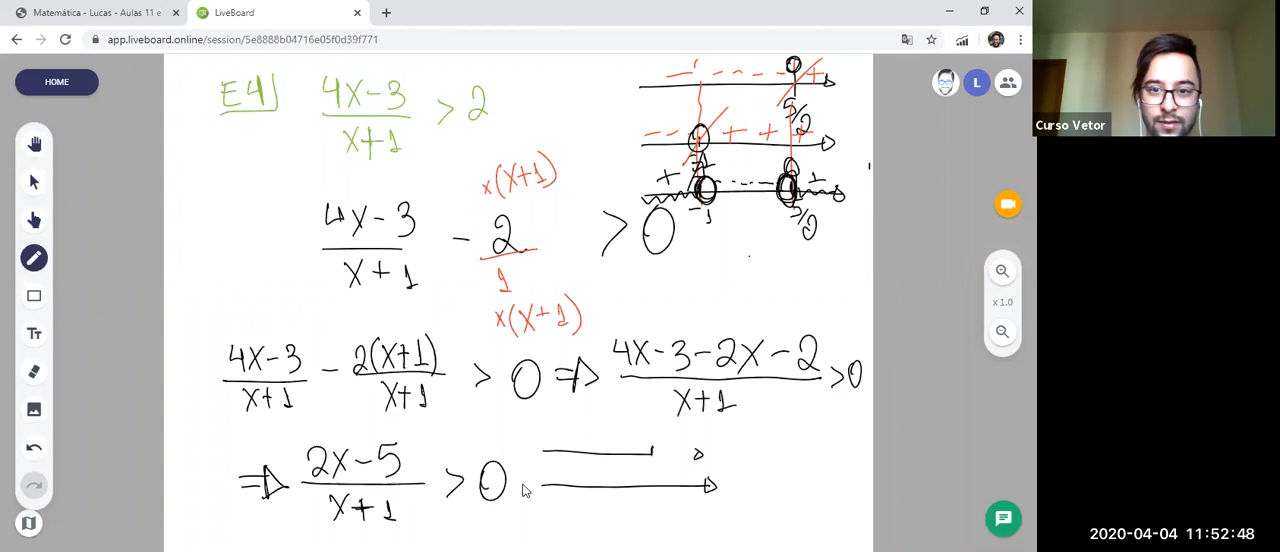 Matemática - Lucas - Aulas 11 e
LiveBoard
app.liveboard.online/session/5e8888b04716e05f0d39f771
HOME
L
Curso Vetor
E4] (4x-3)/(x+1) > 2
x(x+1)
(4x-3)/(x+1) - 2/1 > 0
x(x+1)
(4x-3)/(x+1) - 2(x+1)/(x+1) > 0 ⇒ (4x-3-2x-2)/(x+1) > 0
⇒ (2x-5)/(x+1) > 0
- - - - - +
5/2
- - + + +
-1
+ - - - - +
-1 5/2
Tт
x 1.0
2020-04-04 11:52:48